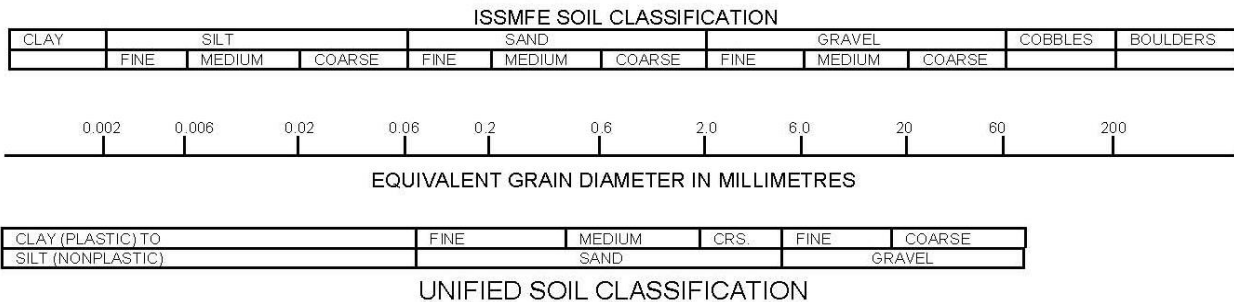 ISSMFE SOIL CLASSIFICATION
CLAY SILT SAND GRAVEL COBBLES BOULDERS
FINE MEDIUM COARSE FINE MEDIUM COARSE FINE MEDIUM COARSE
0.002 0.006 0.02 0.06 0.2 0.6 2.0 6.0 20 60 200
EQUIVALENT GRAIN DIAMETER IN MILLIMETRES
CLAY (PLASTIC) TO FINE MEDIUM CRS. FINE COARSE
SILT (NONPLASTIC) SAND GRAVEL
UNIFIED SOIL CLASSIFICATION